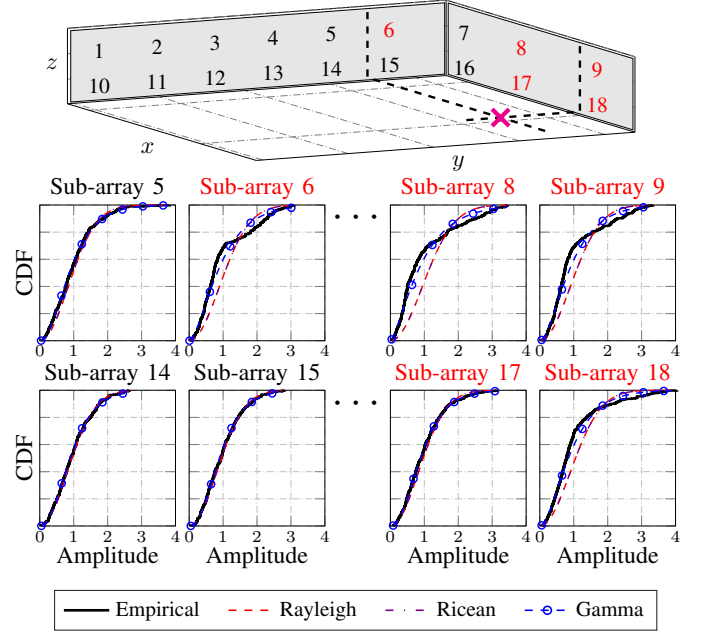 1 2 3 4 5 6 7 8 9
10 11 12 13 14 15 16 17 18
z
x
y
Sub-array 5 Sub-array 6 Sub-array 8 Sub-array 9
CDF
0 1 2 3 4 0 1 2 3 4 0 1 2 3 4 0 1 2 3 4
Sub-array 14 Sub-array 15 Sub-array 17 Sub-array 18
CDF
0 1 2 3 4 0 1 2 3 4 0 1 2 3 4 0 1 2 3 4
Amplitude Amplitude Amplitude Amplitude
Empirical Rayleigh Ricean Gamma